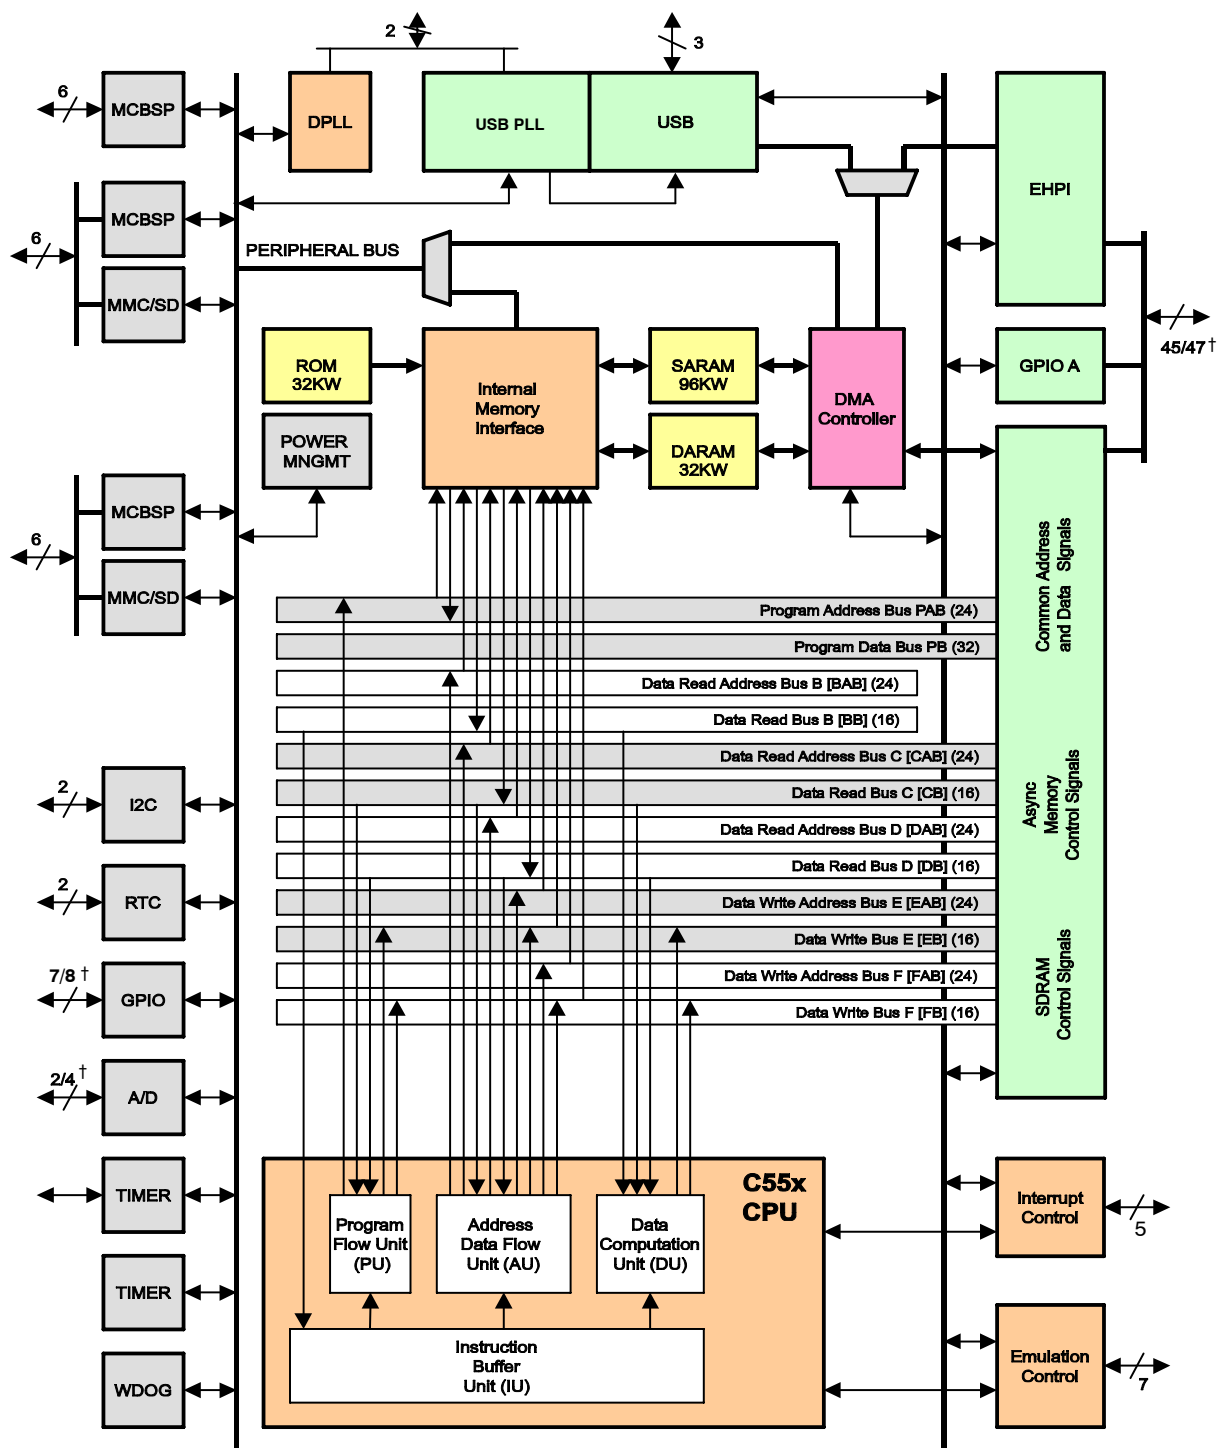 2
3
6
MCBSP
DPLL
USB PLL
USB
EHPI
6
MCBSP
MMC/SD
PERIPHERAL BUS
45/47†
ROM
32KW
Internal
Memory
Interface
SARAM
96KW
DMA
Controller
GPIO A
POWER
MNGMT
DARAM
32KW
6
MCBSP
MMC/SD
Common Address
and Data Signals
Async
Memory
Control Signals
SDRAM
Control Signals
Program Address Bus PAB (24)
Program Data Bus PB (32)
Data Read Address Bus B [BAB] (24)
Data Read Bus B [BB] (16)
Data Read Address Bus C [CAB] (24)
Data Read Bus C [CB] (16)
Data Read Address Bus D [DAB] (24)
Data Read Bus D [DB] (16)
Data Write Address Bus E [EAB] (24)
Data Write Bus E [EB] (16)
Data Write Address Bus F [FAB] (24)
Data Write Bus F [FB] (16)
2
I2C
2
RTC
7/8 †
GPIO
2/4 †
A/D
TIMER
TIMER
WDOG
C55x
CPU
Program
Flow Unit
(PU)
Address
Data Flow
Unit (AU)
Data
Computation
Unit (DU)
Instruction
Buffer
Unit (IU)
Interrupt
Control
5
Emulation
Control
7